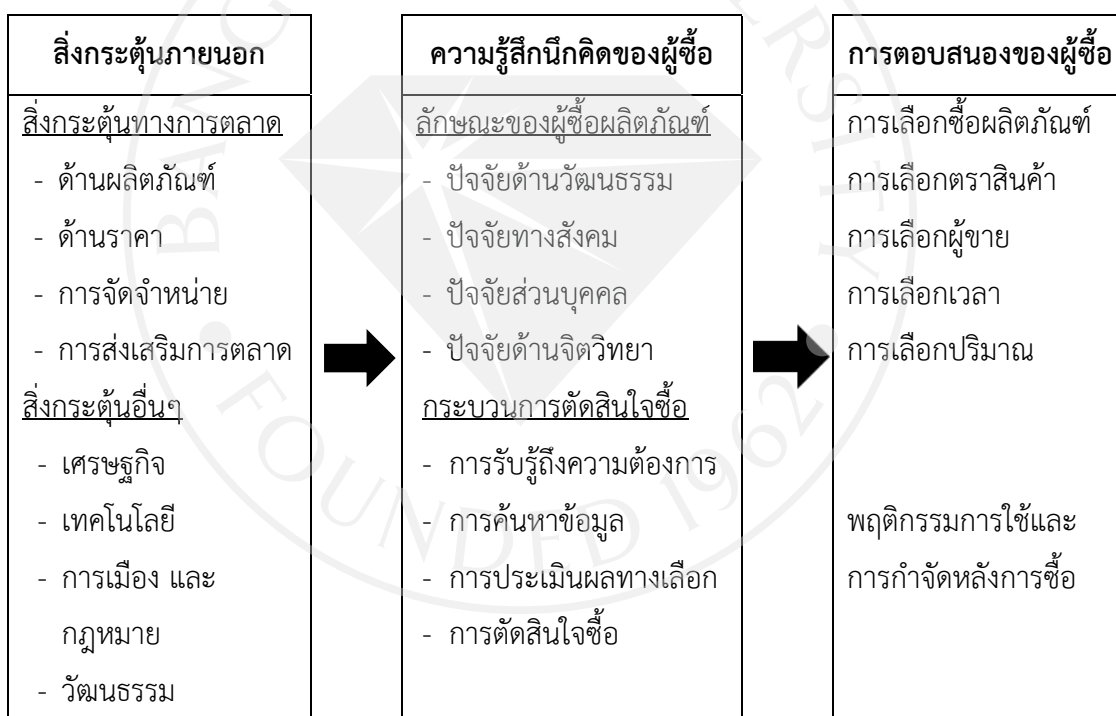 สิ่งกระตุ้นภายนอก
สิ่งกระตุ้นทางการตลาด
- ด้านผลิตภัณฑ์
- ด้านราคา
- การจัดจำหน่าย
- การส่งเสริมการตลาด
สิ่งกระตุ้นอื่นๆ
- เศรษฐกิจ
- เทคโนโลยี
- การเมือง และ
กฎหมาย
- วัฒนธรรม
ความรู้สึกนึกคิดของผู้ซื้อ
ลักษณะของผู้ซื้อผลิตภัณฑ์
- ปัจจัยด้านวัฒนธรรม
- ปัจจัยทางสังคม
- ปัจจัยส่วนบุคคล
- ปัจจัยด้านจิตวิทยา
กระบวนการตัดสินใจซื้อ
- การรับรู้ถึงความต้องการ
- การค้นหาข้อมูล
- การประเมินผลทางเลือก
- การตัดสินใจซื้อ
การตอบสนองของผู้ซื้อ
การเลือกซื้อผลิตภัณฑ์
การเลือกตราสินค้า
การเลือกผู้ขาย
การเลือกเวลา
การเลือกปริมาณ
พฤติกรรมการใช้และ
การกำจัดหลังการซื้อ
FOUNDED 1962